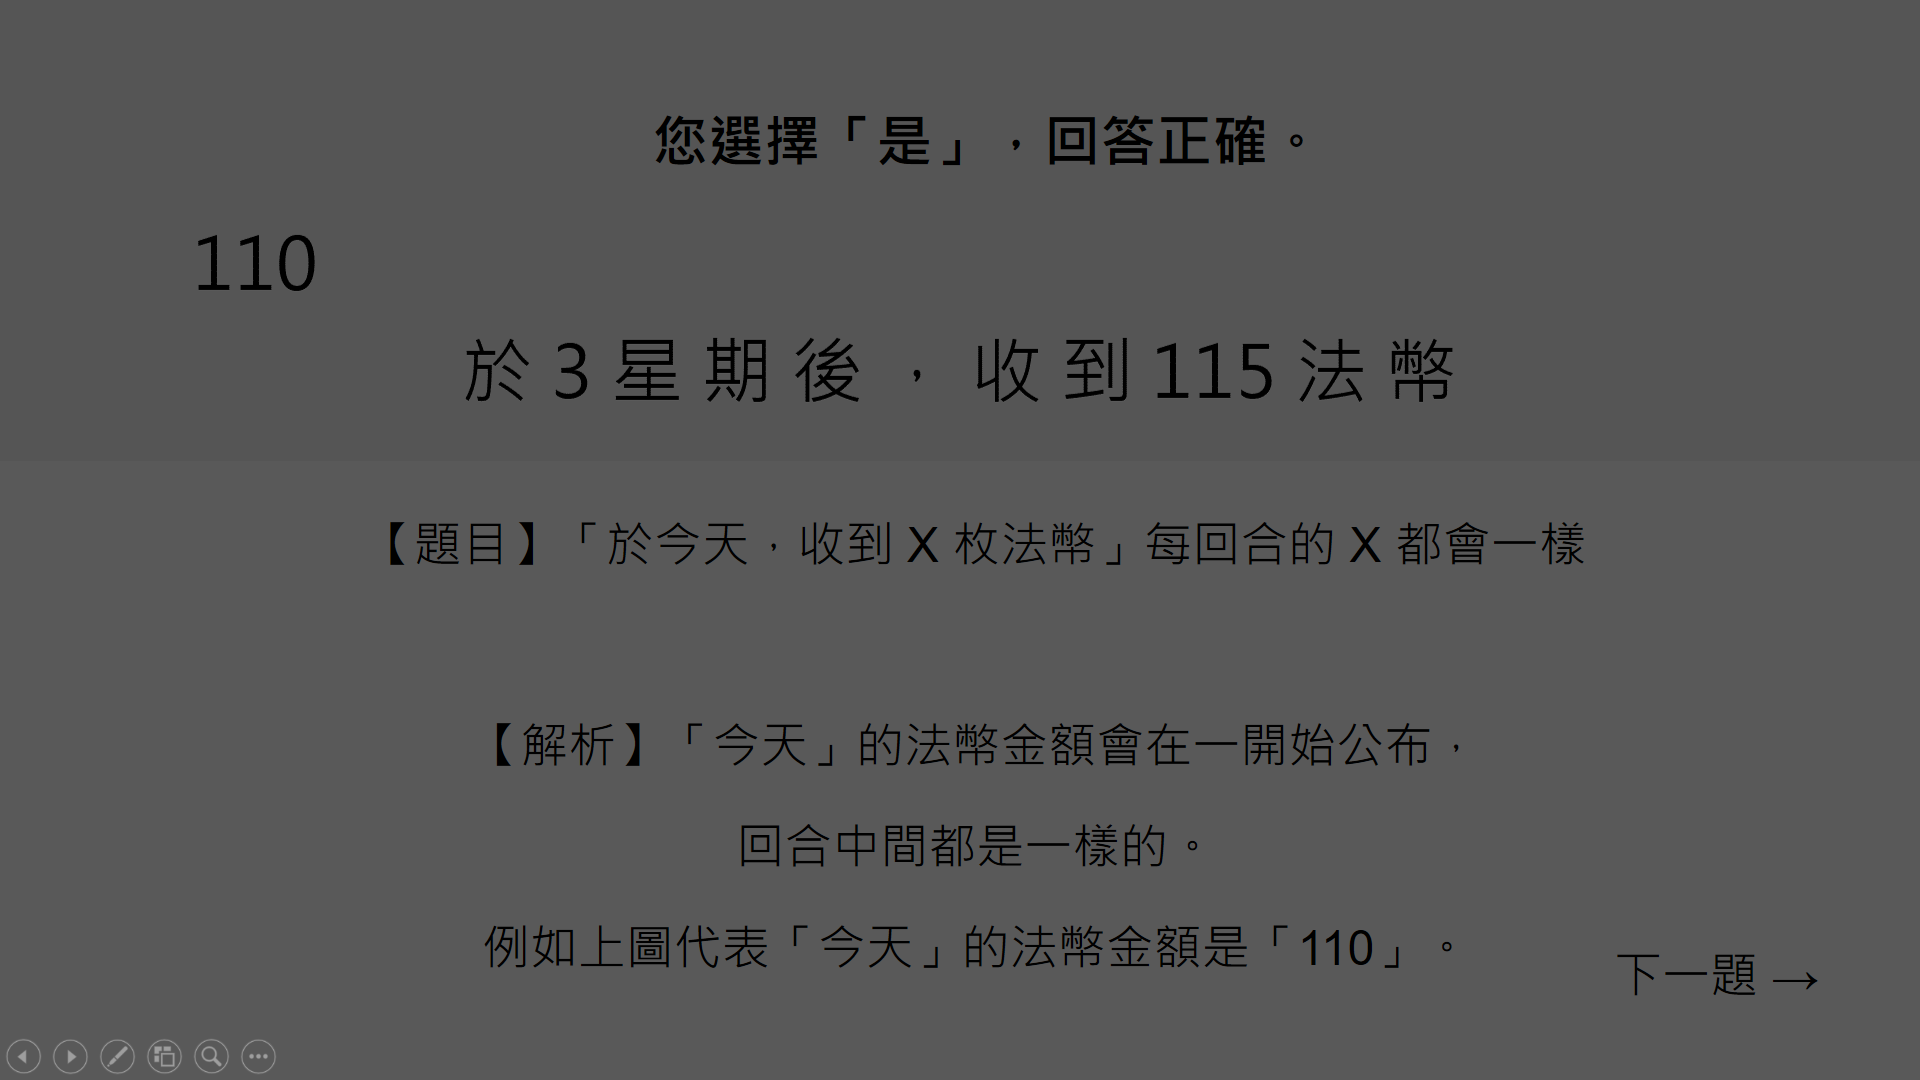 您選擇「是」，回答正確。
110
於3星期後，收到115法幣
【題目】「於今天，收到 X 枚法幣」每回合的 X 都會一樣
【解析】「今天」的法幣金額會在一開始公布，
回合中間都是一樣的。
例如上圖代表「今天」的法幣金額是「110」。
下一題 →